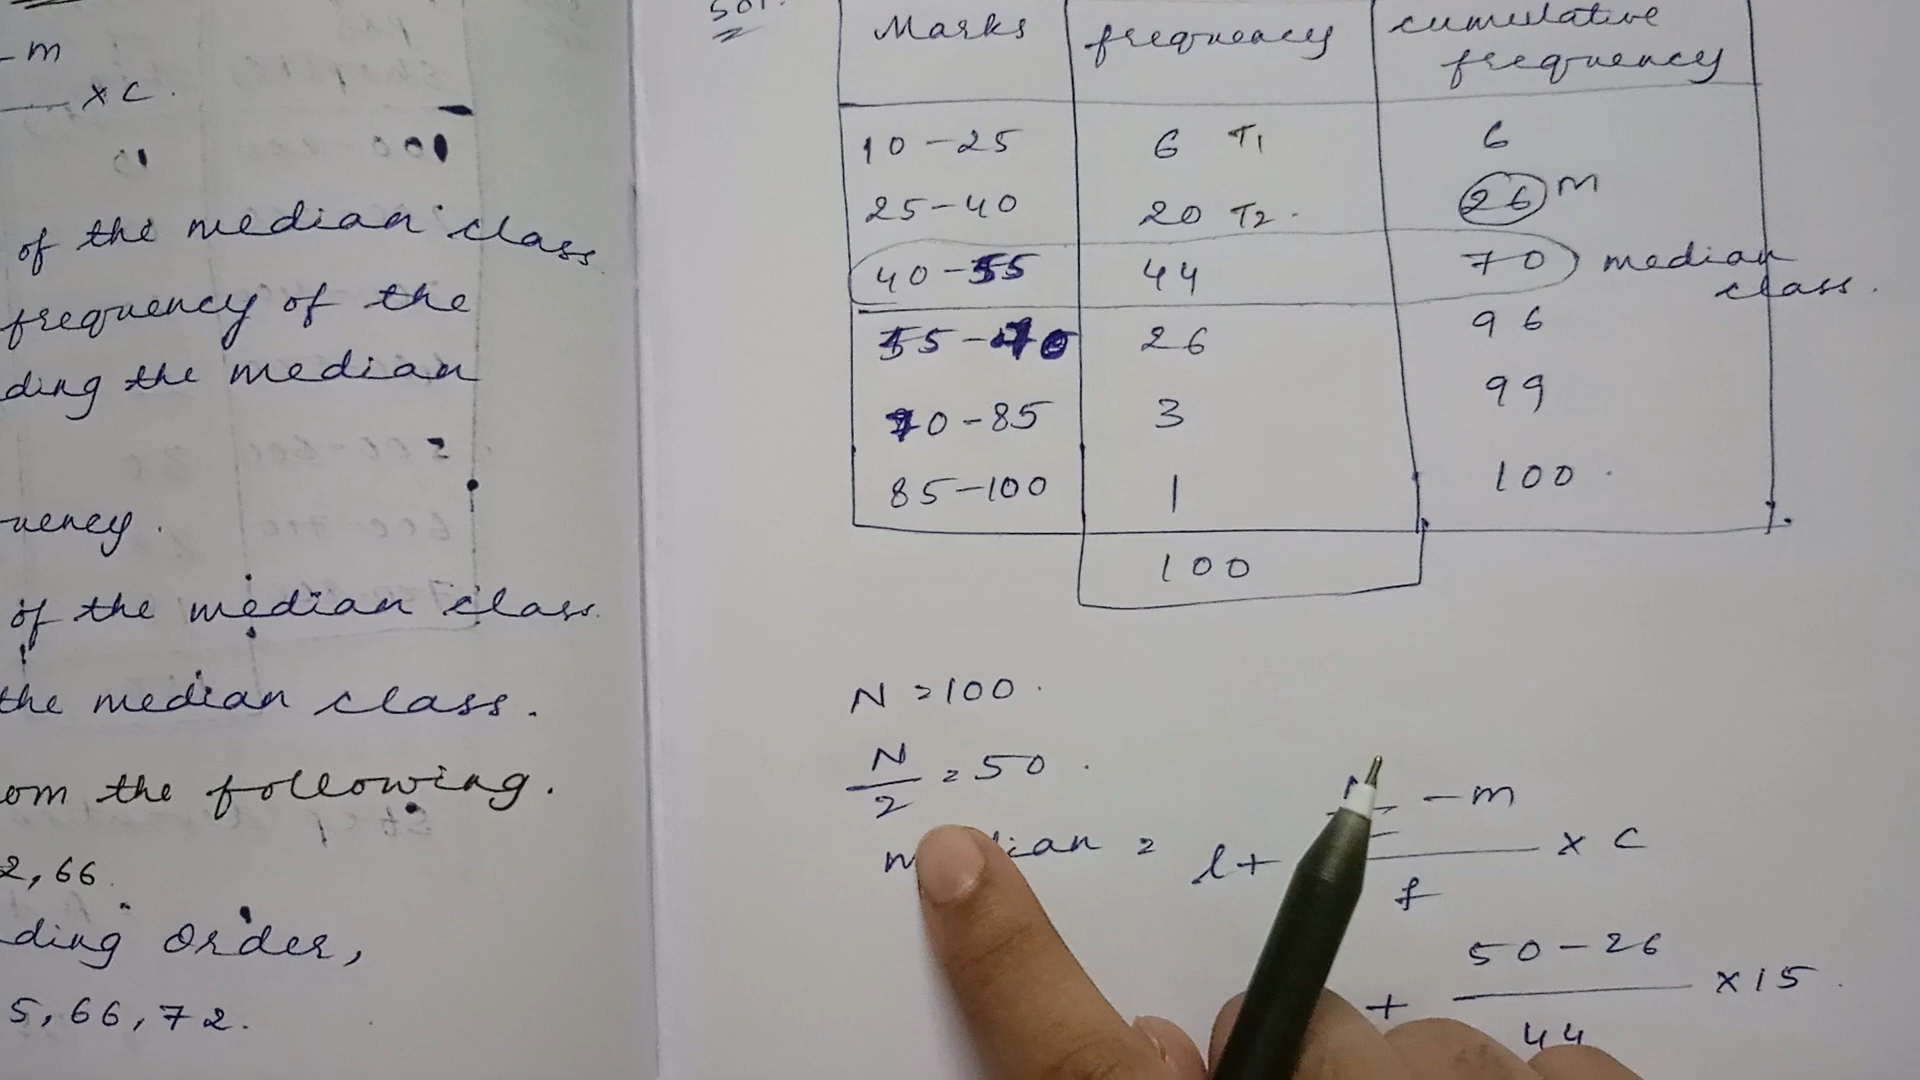 -m
x c.
of the median class.
frequency of the
ding the median
uency.
of the median class.
the median class.
om the following.
2, 66.
ding order,
5, 66, 72.
Sol.
Marks frequency cumulative frequency
10-25 6 T1 6
25-40 20 T2. 26 m
40-55 44 70 median class.
55-70 26 96
70-85 3 99
85-100 1 100.
100
N = 100.
N/2 = 50.
l + -m / f x c
+ 50-26 / 44 x 15.